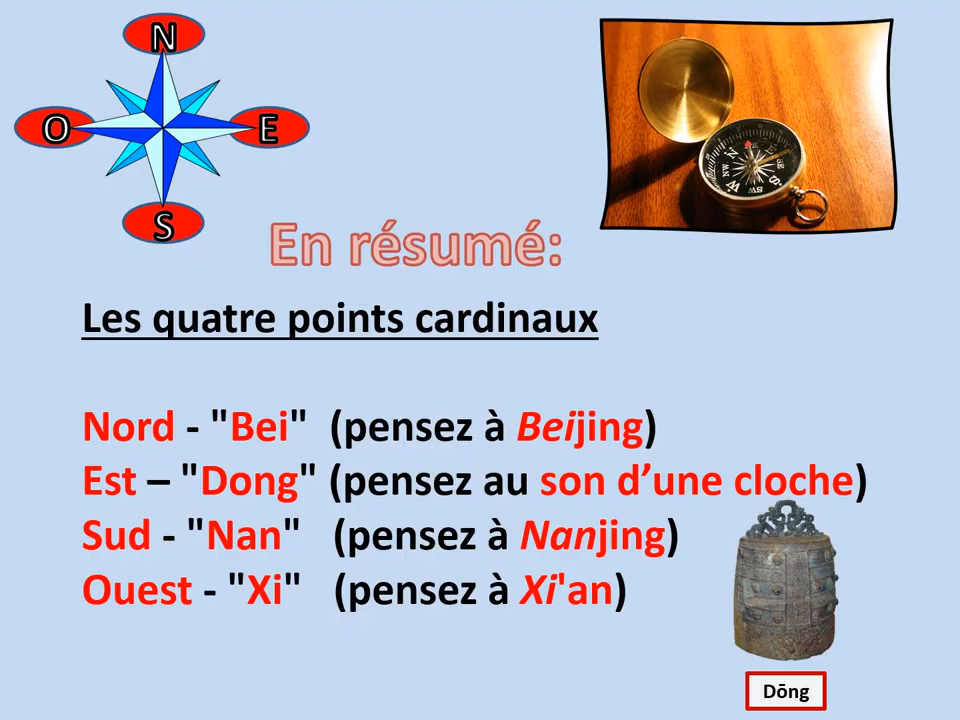 N
O
E
S
En résumé:
Les quatre points cardinaux
Nord - "Bei" (pensez à Beijing)
Est – "Dong" (pensez au son d’une cloche)
Sud - "Nan" (pensez à Nanjing)
Ouest - "Xi" (pensez à Xi'an)
Dōng